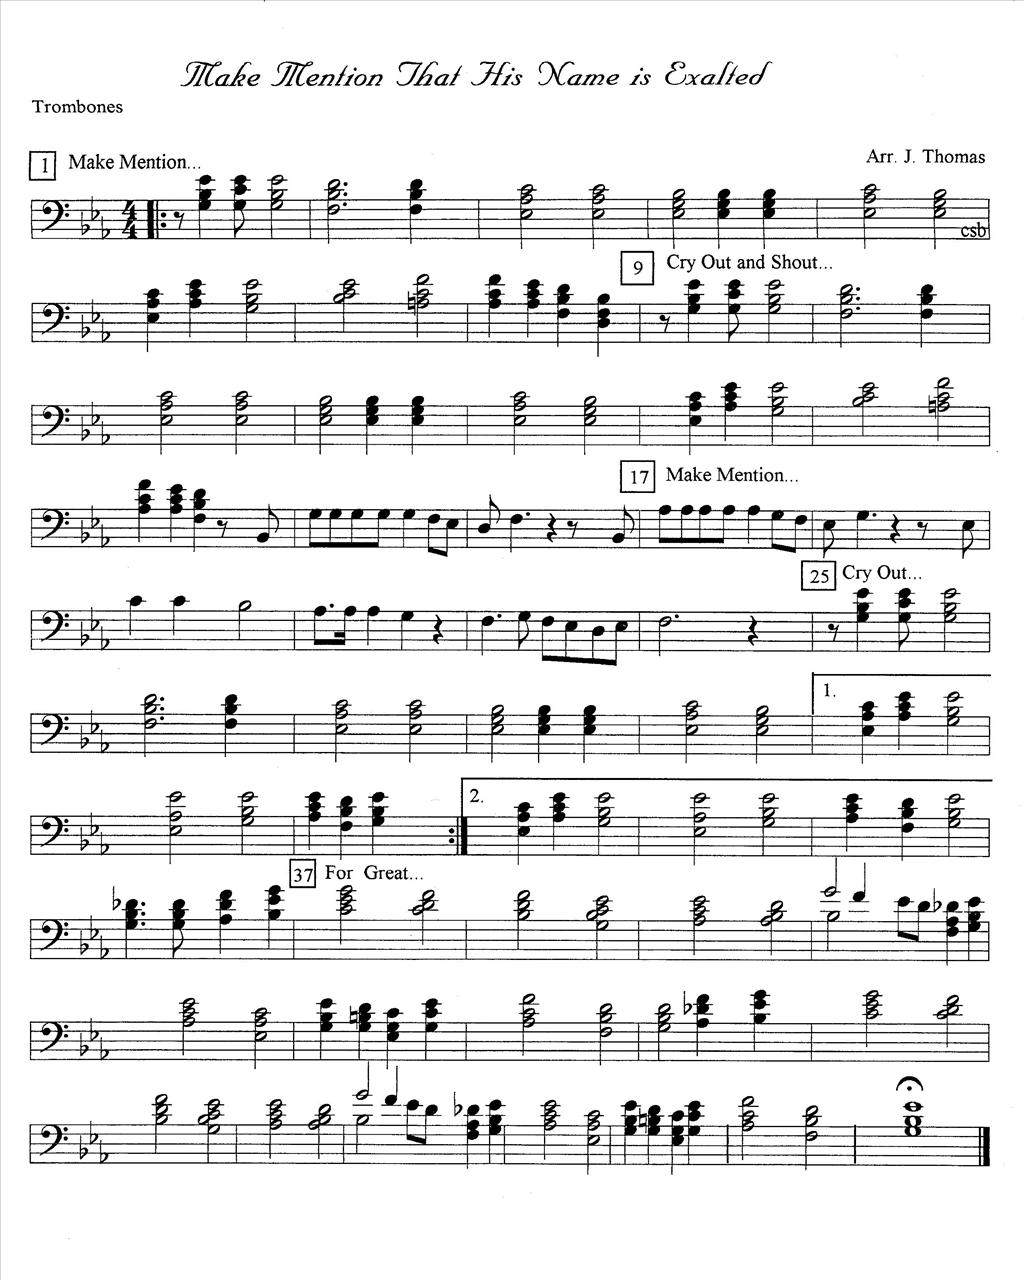 Make Mention That His Name is Exalted
Trombones
Arr. J. Thomas
1 Make Mention...
4
4
csb
9 Cry Out and Shout...
17 Make Mention...
25 Cry Out...
1.
2.
37 For Great...